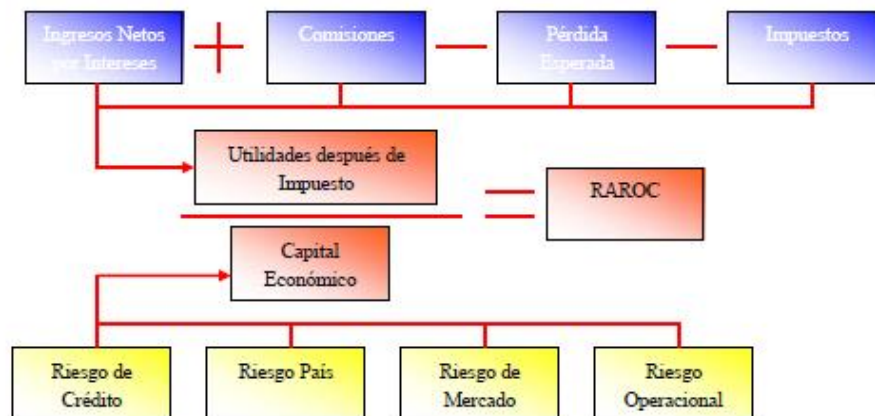 Ingresos Netos
por Intereses
Comisiones
Pérdida
Esperada
Impuestos
Utilidades después de
Impuesto
RAROC
Capital
Económico
Riesgo de
Crédito
Riesgo País
Riesgo de
Mercado
Riesgo
Operacional